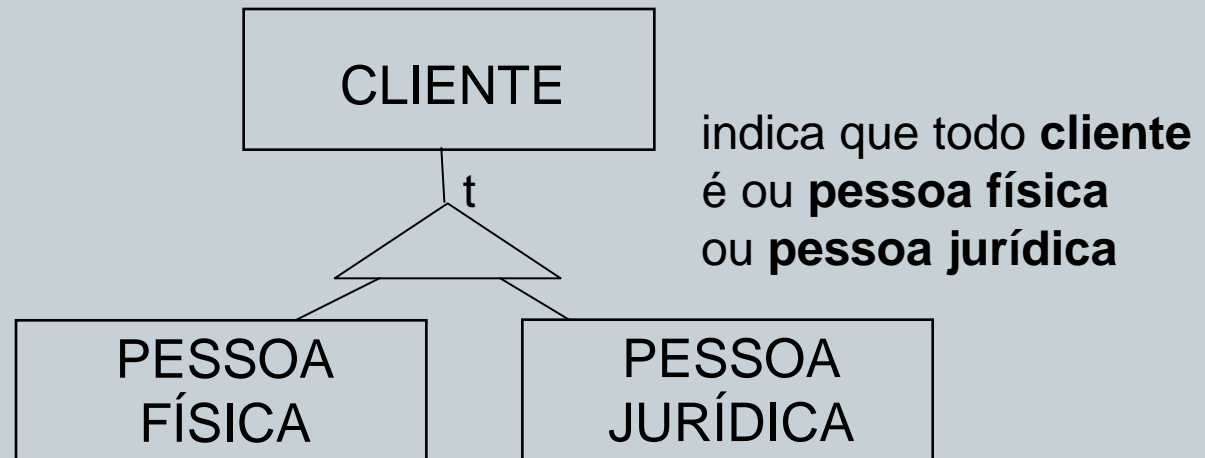 CLIENTE
t
indica que todo cliente
é ou pessoa física
ou pessoa jurídica
PESSOA
FÍSICA
PESSOA
JURÍDICA